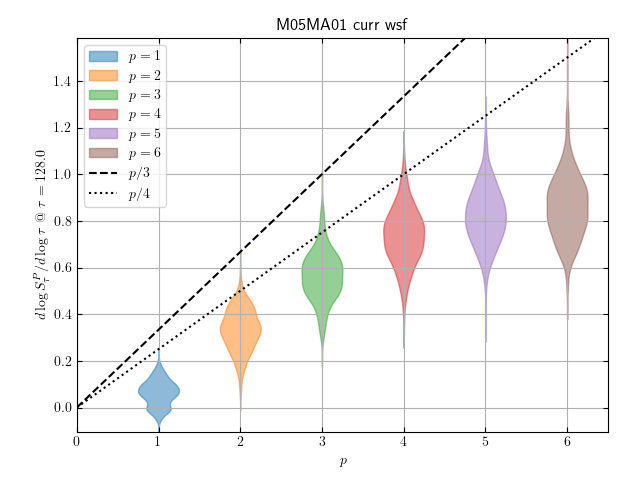 M05MA01 curr wsf
d log S_τ^P / d log τ @ τ = 128.0
1.4
1.2
1.0
0.8
0.6
0.4
0.2
0.0
p = 1
p = 2
p = 3
p = 4
p = 5
p = 6
p/3
p/4
0
1
2
3
4
5
6
p